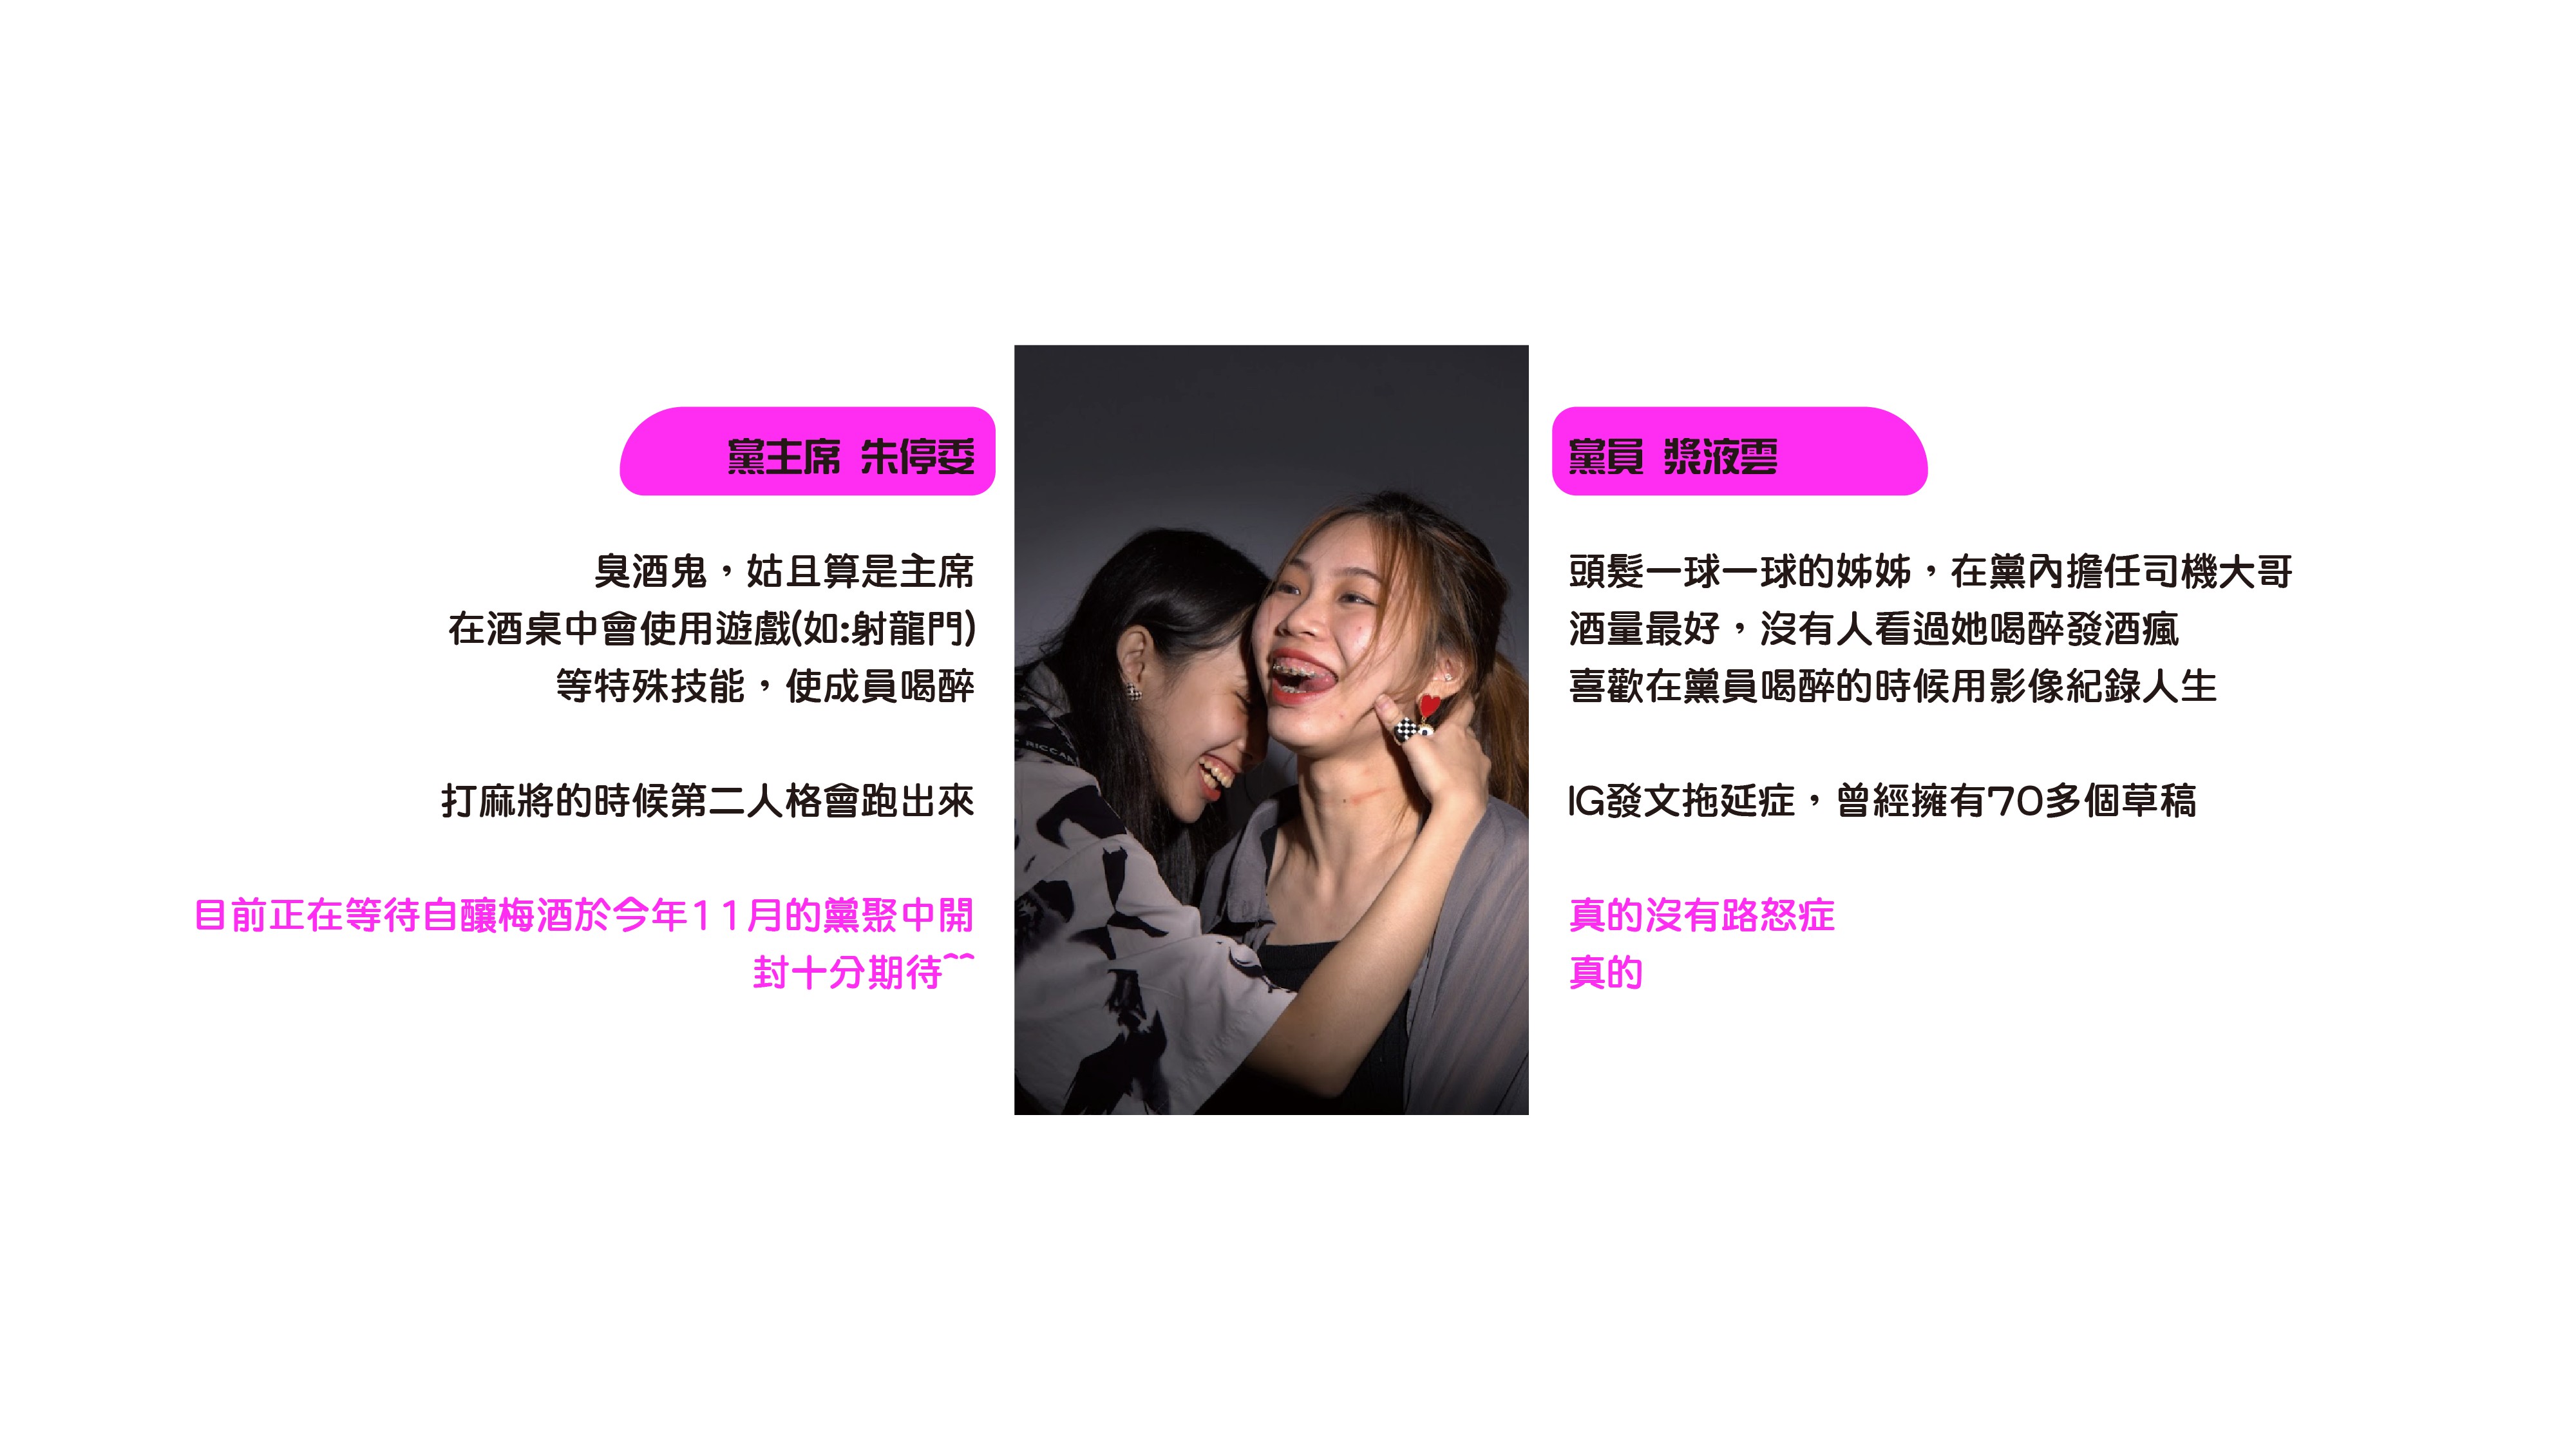 黨主席 朱停委
臭酒鬼，姑且算是主席
在酒桌中會使用遊戲(如:射龍門)
等特殊技能，使成員喝醉
打麻將的時候第二人格會跑出來
目前正在等待自釀梅酒於今年11月的黨聚中開
封十分期待^^
RICCA
黨員 漿液雲
頭髮一球一球的姊姊，在黨內擔任司機大哥
酒量最好，沒有人看過她喝醉發酒瘋
喜歡在黨員喝醉的時候用影像紀錄人生
IG發文拖延症，曾經擁有70多個草稿
真的沒有路怒症
真的